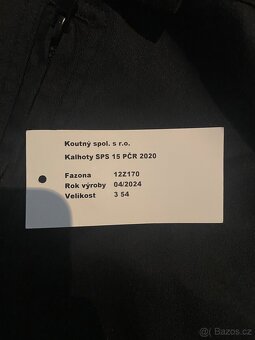 Koutný spol. s r.o.
Kalhoty SPS 15 PČR 2020
Fazona 12Z170
Rok výroby 04/2024
Velikost 3 54
Bazos.cz